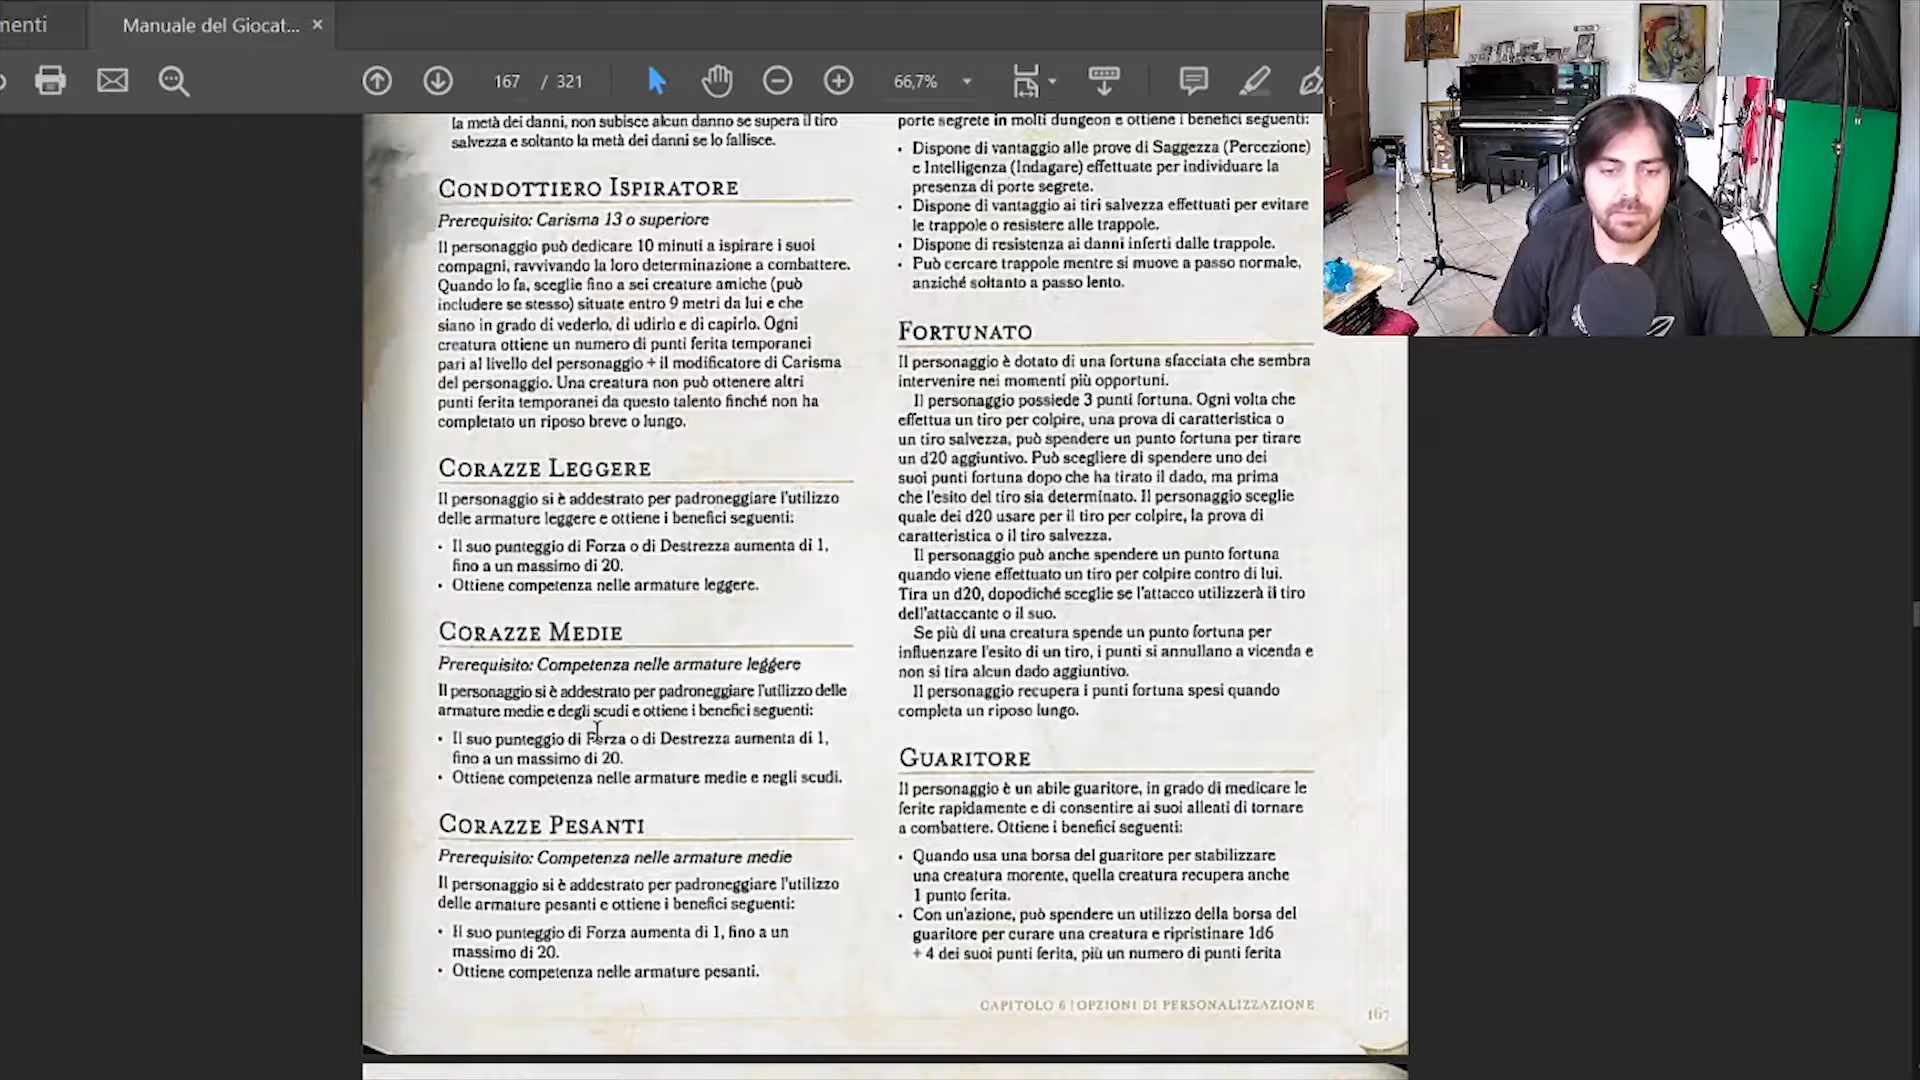 menti
Manuale del Giocat... ×
167 / 321
66,7%
la metà dei danni, non subisce alcun danno se supera il tiro
salvezza e soltanto la metà dei danni se lo fallisce.
CONDOTTIERO ISPIRATORE
Prerequisito: Carisma 13 o superiore
Il personaggio può dedicare 10 minuti a ispirare i suoi
compagni, ravvivando la loro determinazione a combattere.
Quando lo fa, sceglie fino a sei creature amiche (può
includere se stesso) situate entro 9 metri da lui e che
siano in grado di vederlo, di udirlo e di capirlo. Ogni
creatura ottiene un numero di punti ferita temporanei
pari al livello del personaggio + il modificatore di Carisma
del personaggio. Una creatura non può ottenere altri
punti ferita temporanei da questo talento finché non ha
completato un riposo breve o lungo.
CORAZZE LEGGERE
Il personaggio si è addestrato per padroneggiare l'utilizzo
delle armature leggere e ottiene i benefici seguenti:
• Il suo punteggio di Forza o di Destrezza aumenta di 1,
fino a un massimo di 20.
• Ottiene competenza nelle armature leggere.
CORAZZE MEDIE
Prerequisito: Competenza nelle armature leggere
Il personaggio si è addestrato per padroneggiare l'utilizzo delle
armature medie e degli scudi e ottiene i benefici seguenti:
• Il suo punteggio di Forza o di Destrezza aumenta di 1,
fino a un massimo di 20.
• Ottiene competenza nelle armature medie e negli scudi.
CORAZZE PESANTI
Prerequisito: Competenza nelle armature medie
Il personaggio si è addestrato per padroneggiare l'utilizzo
delle armature pesanti e ottiene i benefici seguenti:
• Il suo punteggio di Forza aumenta di 1, fino a un
massimo di 20.
• Ottiene competenza nelle armature pesanti.
porte segrete in molti dungeon e ottiene i benefici seguenti:
• Dispone di vantaggio alle prove di Saggezza (Percezione)
e Intelligenza (Indagare) effettuate per individuare la
presenza di porte segrete.
• Dispone di vantaggio ai tiri salvezza effettuati per evitare
le trappole o resistere alle trappole.
• Dispone di resistenza ai danni inferti dalle trappole.
• Può cercare trappole mentre si muove a passo normale,
anziché soltanto a passo lento.
FORTUNATO
Il personaggio è dotato di una fortuna sfacciata che sembra
intervenire nei momenti più opportuni.
Il personaggio possiede 3 punti fortuna. Ogni volta che
effettua un tiro per colpire, una prova di caratteristica o
un tiro salvezza, può spendere un punto fortuna per tirare
un d20 aggiuntivo. Può scegliere di spendere uno dei
suoi punti fortuna dopo che ha tirato il dado, ma prima
che l'esito del tiro sia determinato. Il personaggio sceglie
quale dei d20 usare per il tiro per colpire, la prova di
caratteristica o il tiro salvezza.
Il personaggio può anche spendere un punto fortuna
quando viene effettuato un tiro per colpire contro di lui.
Tira un d20, dopodiché sceglie se l'attacco utilizzerà il tiro
dell'attaccante o il suo.
Se più di una creatura spende un punto fortuna per
influenzare l'esito di un tiro, i punti si annullano a vicenda e
non si tira alcun dado aggiuntivo.
Il personaggio recupera i punti fortuna spesi quando
completa un riposo lungo.
GUARITORE
Il personaggio è un abile guaritore, in grado di medicare le
ferite rapidamente e di consentire ai suoi alleati di tornare
a combattere. Ottiene i benefici seguenti:
• Quando usa una borsa del guaritore per stabilizzare
una creatura morente, quella creatura recupera anche
1 punto ferita.
• Con un'azione, può spendere un utilizzo della borsa del
guaritore per curare una creatura e ripristinare 1d6
+ 4 dei suoi punti ferita, più un numero di punti ferita
CAPITOLO 6 | OPZIONI DI PERSONALIZZAZIONE
167